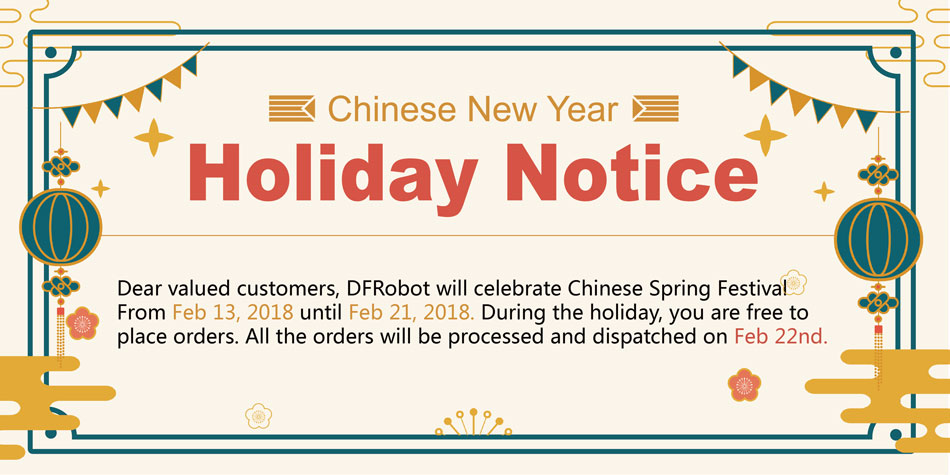 Chinese New Year
Holiday Notice
Dear valued customers, DFRobot will celebrate Chinese Spring Festival
From Feb 13, 2018 until Feb 21, 2018. During the holiday, you are free to
place orders. All the orders will be processed and dispatched on Feb 22nd.